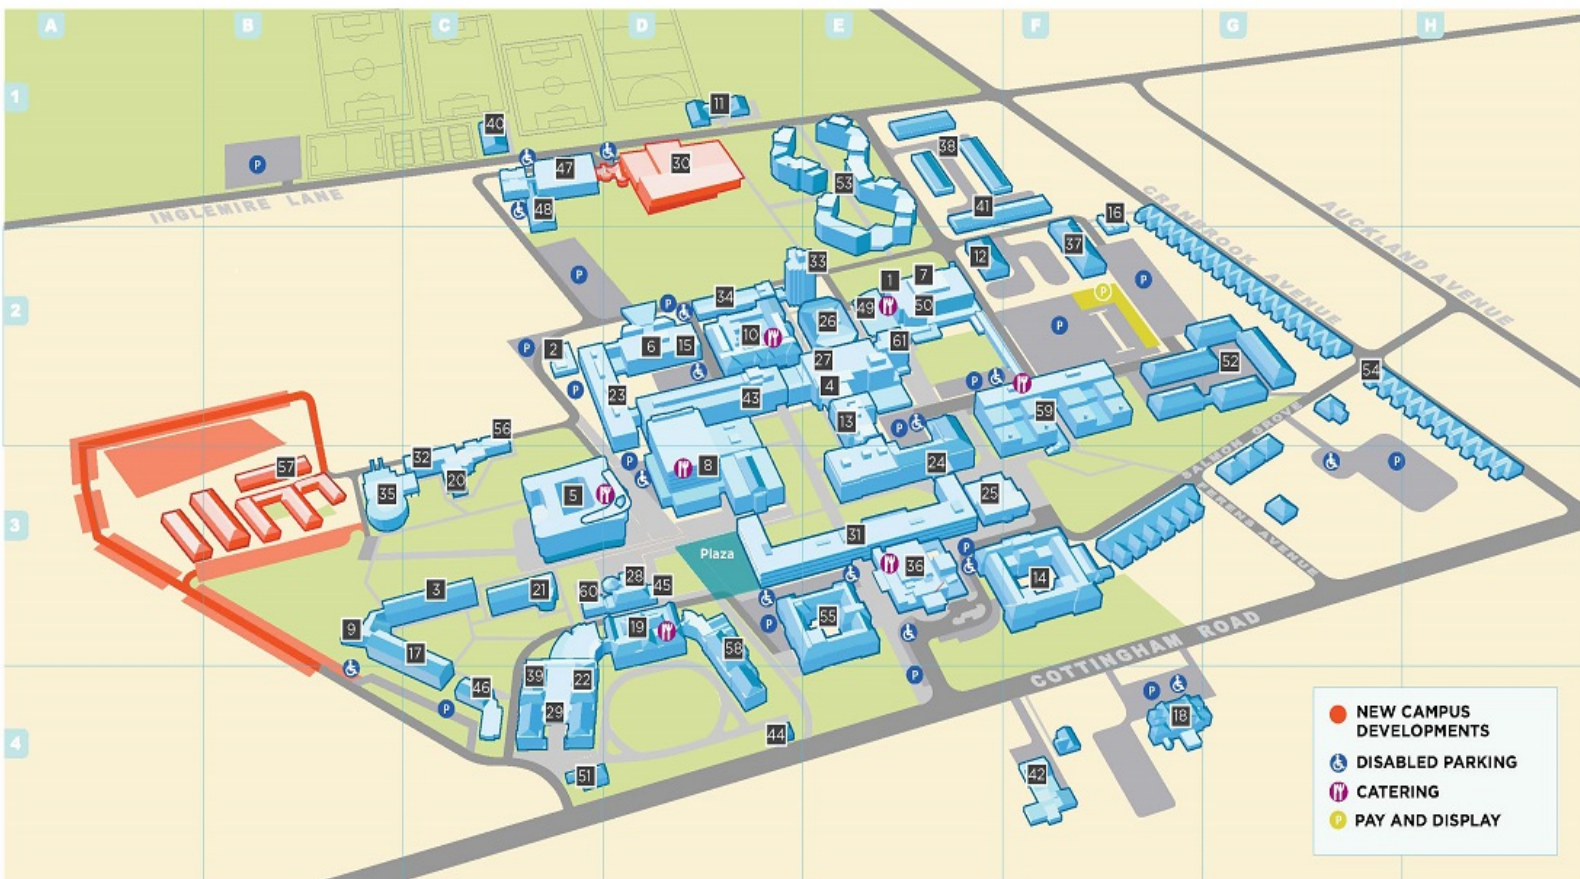 A B C D E F G H
1
11
40
P
47
30
38
53
INGLEMIRE LANE
48
41
16
CRANBROOK AVENUE
AUCKLAND AVENUE
12
37
33
P
1
7
P
2
34
P
P
49
50
26
10
P
61
P
2
6
15
27
52
54
P
23
43
4
P
59
13
P
56
32
20
P
8
24
SALMON GROVE
P
57
35
5
25
FERENS AVENUE
3
31
Plaza
P
36
14
3
21
28
45
60
55
P
9
19
17
58
COTTINGHAM ROAD
39
22
P
46
P
P
18
29
44
4
51
42
NEW CAMPUS
DEVELOPMENTS
DISABLED PARKING
CATERING
P PAY AND DISPLAY